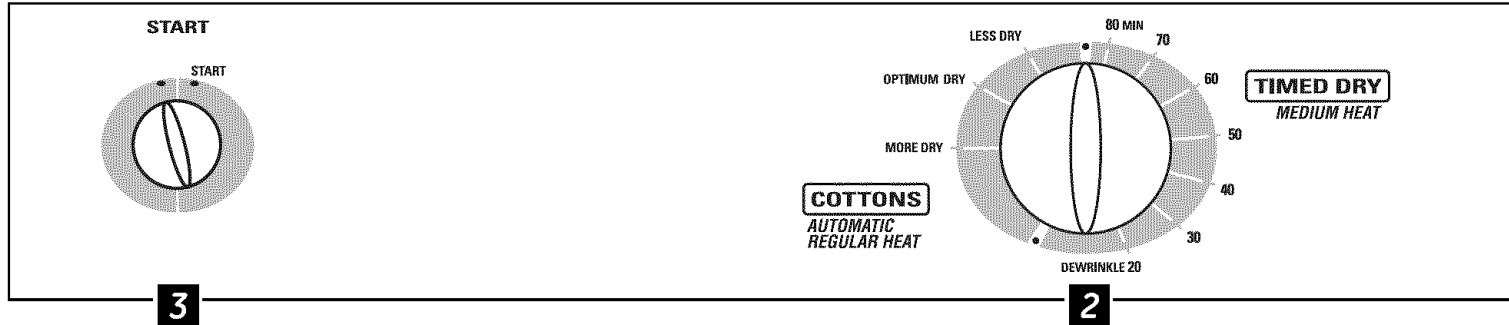 START
START
3
LESS DRY
OPTIMUM DRY
MORE DRY
COTTONS
AUTOMATIC
REGULAR HEAT
80 MIN
70
60
TIMED DRY
MEDIUM HEAT
50
40
30
DEWRINKLE 20
2